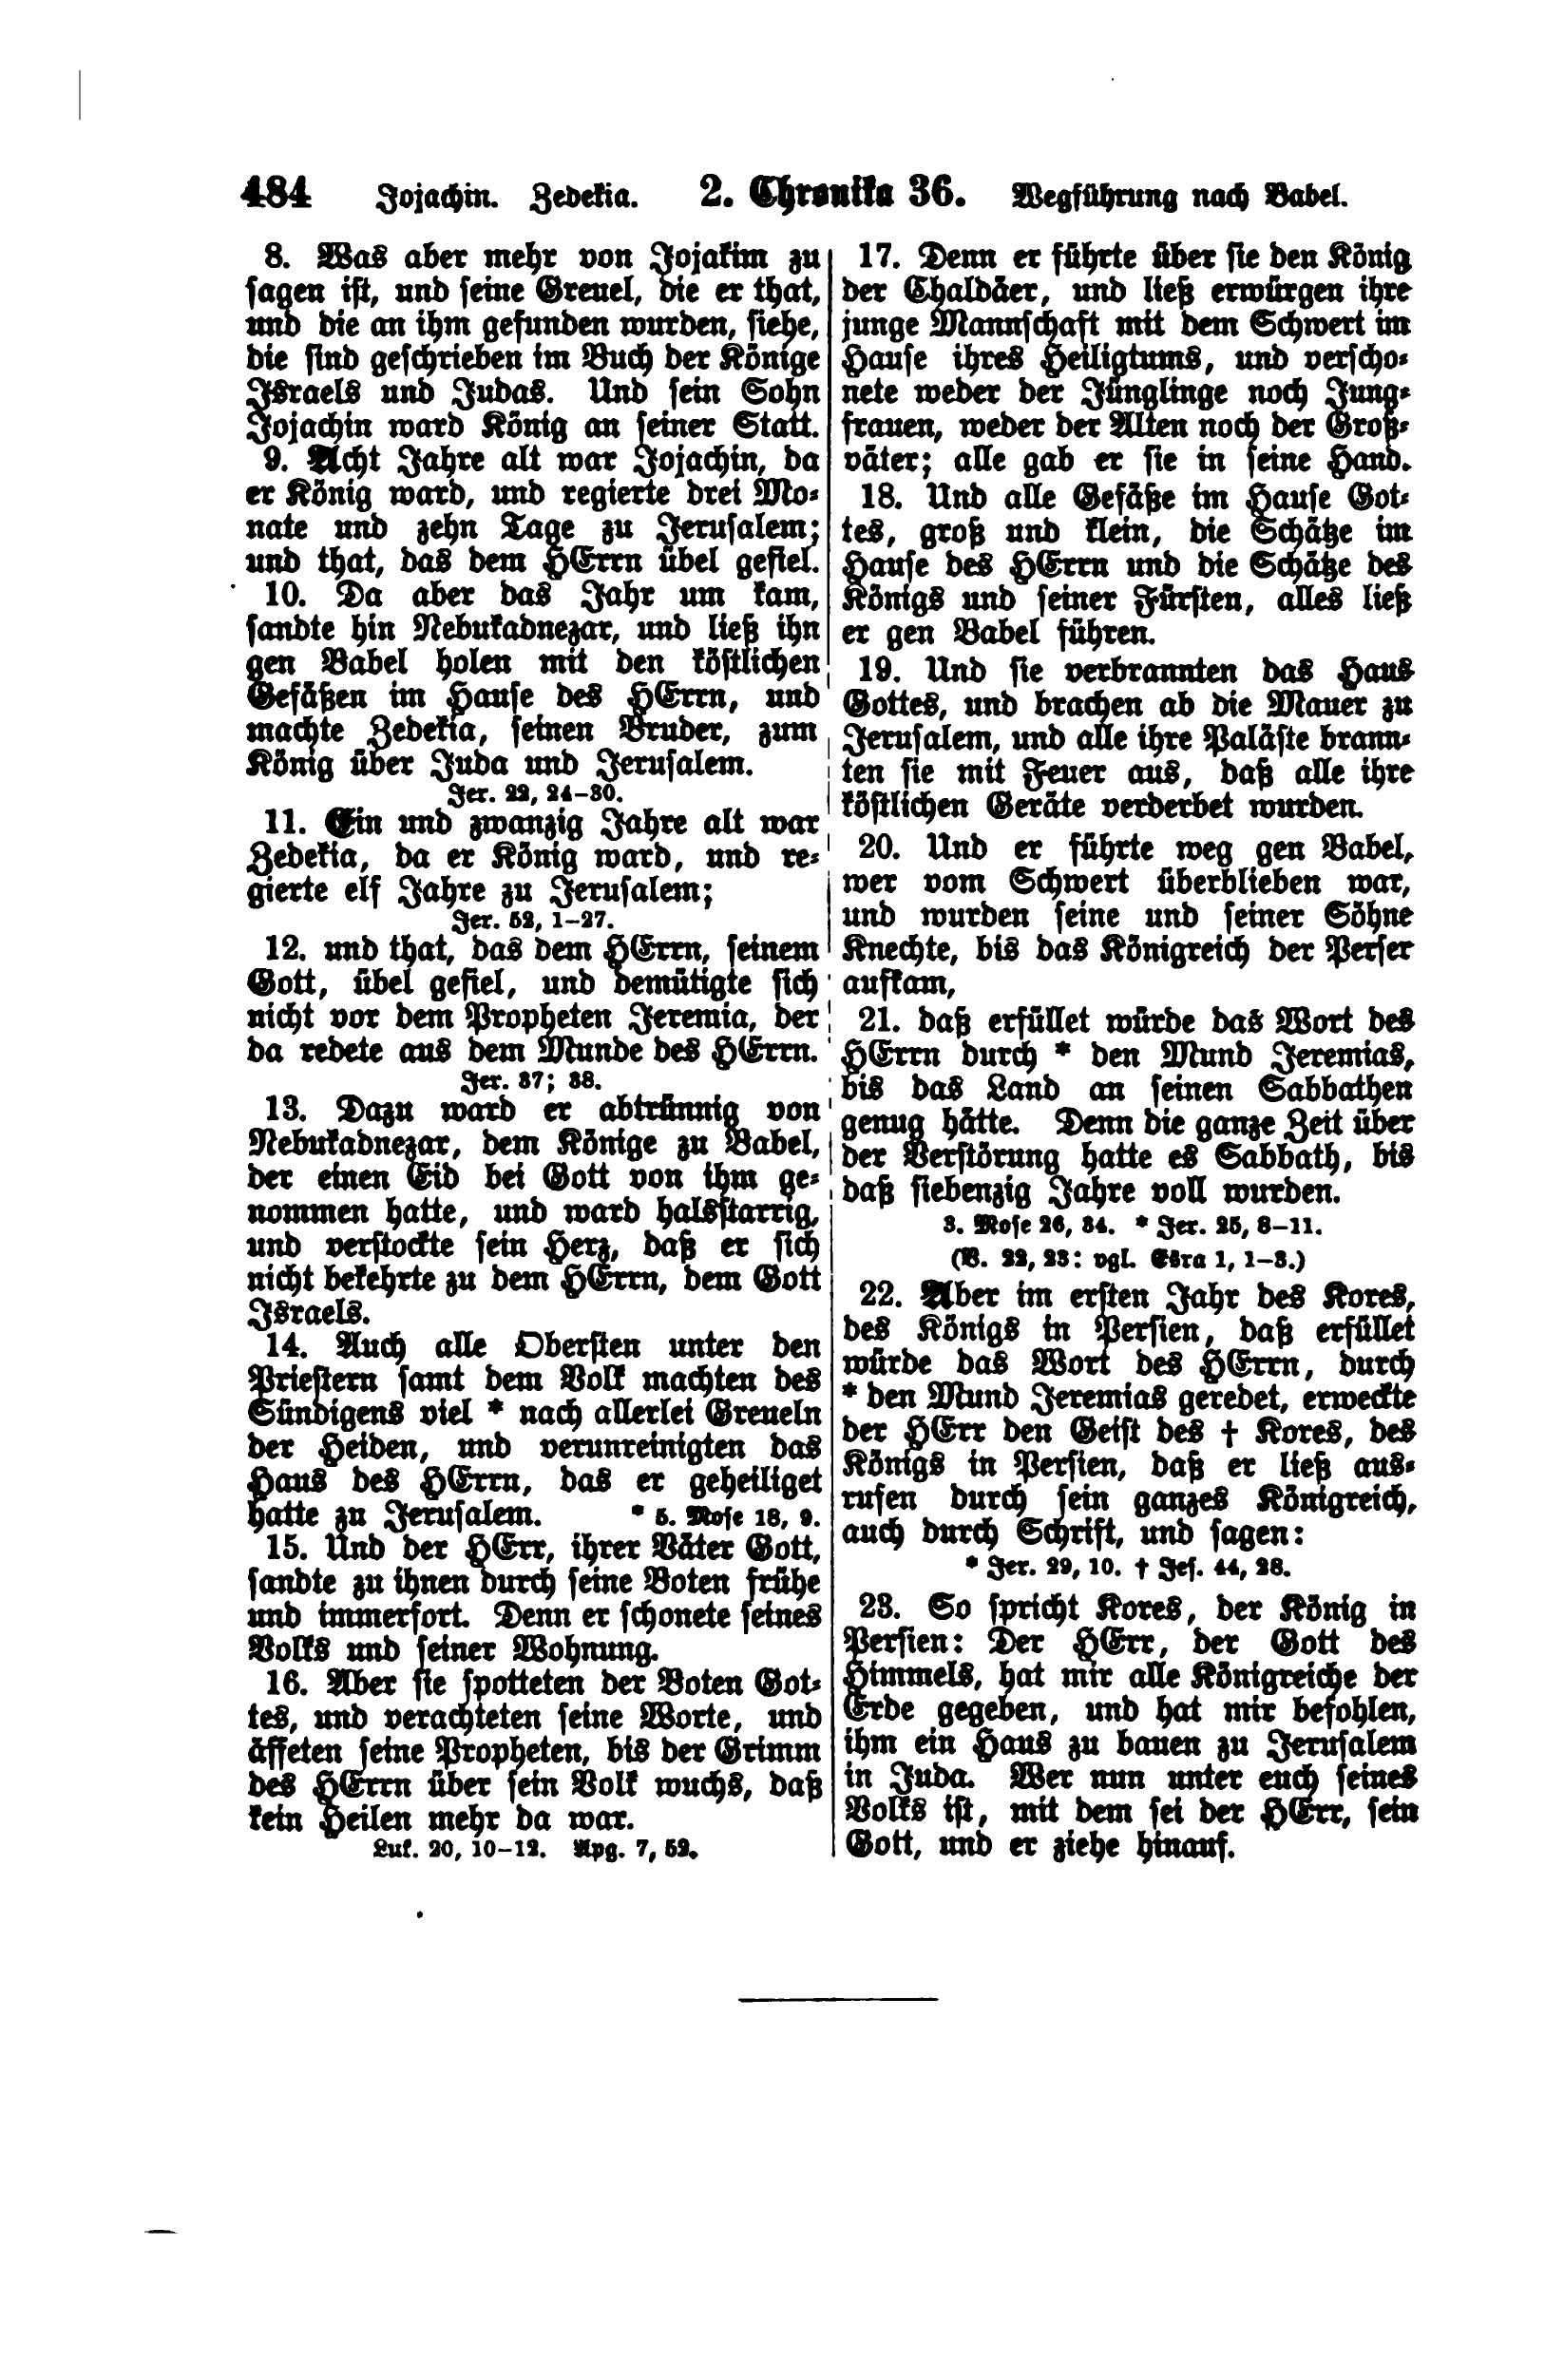 484 Jojachin. Zedekia. 2. Chronika 36. Wegführung nach Babel.
8. Was aber mehr von Jojakim zu
sagen ist, und seine Greuel, die er that,
und die an ihm gefunden wurden, siehe,
die sind geschrieben im Buch der Könige
Israels und Judas. Und sein Sohn
Jojachin ward König an seiner Statt.
9. Acht Jahre alt war Jojachin, da
er König ward, und regierte drei Mo-
nate und zehn Tage zu Jerusalem;
und that, das dem HErrn übel gefiel.
10. Da aber das Jahr um kam,
sandte hin Nebukadnezar, und ließ ihn
gen Babel holen mit den köstlichen
Gefäßen im Hause des HErrn, und
machte Zedekia, seinen Bruder, zum
König über Juda und Jerusalem.
Jer. 22, 24–30.
11. Ein und zwanzig Jahre alt war
Zedekia, da er König ward, und re-
gierte elf Jahre zu Jerusalem;
Jer. 52, 1–27.
12. und that, das dem HErrn, seinem
Gott, übel gefiel, und demütigte sich
nicht vor dem Propheten Jeremia, der
da redete aus dem Munde des HErrn.
Jer. 37; 38.
13. Dazu ward er abtrünnig von
Nebukadnezar, dem Könige zu Babel,
der einen Eid bei Gott von ihm ge-
nommen hatte, und ward halsstarrig,
und verstockte sein Herz, daß er sich
nicht bekehrte zu dem HErrn, dem Gott
Israels.
14. Auch alle Obersten unter den
Priestern samt dem Volk machten des
Sündigens viel * nach allerlei Greueln
der Heiden, und verunreinigten das
Haus des HErrn, das er geheiliget
hatte zu Jerusalem. * 5. Mose 18, 9.
15. Und der HErr, ihrer Väter Gott,
sandte zu ihnen durch seine Boten frühe
und immerfort. Denn er schonete seines
Volks und seiner Wohnung.
16. Aber sie spotteten der Boten Got-
tes, und verachteten seine Worte, und
äffeten seine Propheten, bis der Grimm
des HErrn über sein Volk wuchs, daß
kein Heilen mehr da war.
Luk. 20, 10–12. Apg. 7, 52.
17. Denn er führte über sie den König
der Chaldäer, und ließ erwürgen ihre
junge Mannschaft mit dem Schwert im
Hause ihres Heiligtums, und verscho-
nete weder der Jünglinge noch Jung-
frauen, weder der Alten noch der Groß-
väter; alle gab er sie in seine Hand.
18. Und alle Gefäße im Hause Got-
tes, groß und klein, die Schätze im
Hause des HErrn und die Schätze des
Königs und seiner Fürsten, alles ließ
er gen Babel führen.
19. Und sie verbrannten das Haus
Gottes, und brachen ab die Mauer zu
Jerusalem, und alle ihre Paläste brann-
ten sie mit Feuer aus, daß alle ihre
köstlichen Geräte verderbet wurden.
20. Und er führte weg gen Babel,
wer vom Schwert überblieben war,
und wurden seine und seiner Söhne
Knechte, bis das Königreich der Perser
aufkam,
21. daß erfüllet würde das Wort des
HErrn durch * den Mund Jeremias,
bis das Land an seinen Sabbathen
genug hätte. Denn die ganze Zeit über
der Verstörung hatte es Sabbath, bis
daß siebenzig Jahre voll wurden.
3. Mose 26, 34. * Jer. 25, 8–11.
(V. 22, 23: vgl. Esra 1, 1–3.)
22. Aber im ersten Jahr des Kores,
des Königs in Persien, daß erfüllet
würde das Wort des HErrn, durch
* den Mund Jeremias geredet, erweckte
der HErr den Geist des † Kores, des
Königs in Persien, daß er ließ aus-
rufen durch sein ganzes Königreich,
auch durch Schrift, und sagen:
* Jer. 29, 10. † Jes. 44, 28.
23. So spricht Kores, der König in
Persien: Der HErr, der Gott des
Himmels, hat mir alle Königreiche der
Erde gegeben, und hat mir befohlen,
ihm ein Haus zu bauen zu Jerusalem
in Juda. Wer nun unter euch seines
Volks ist, mit dem sei der HErr, sein
Gott, und er ziehe hinauf.